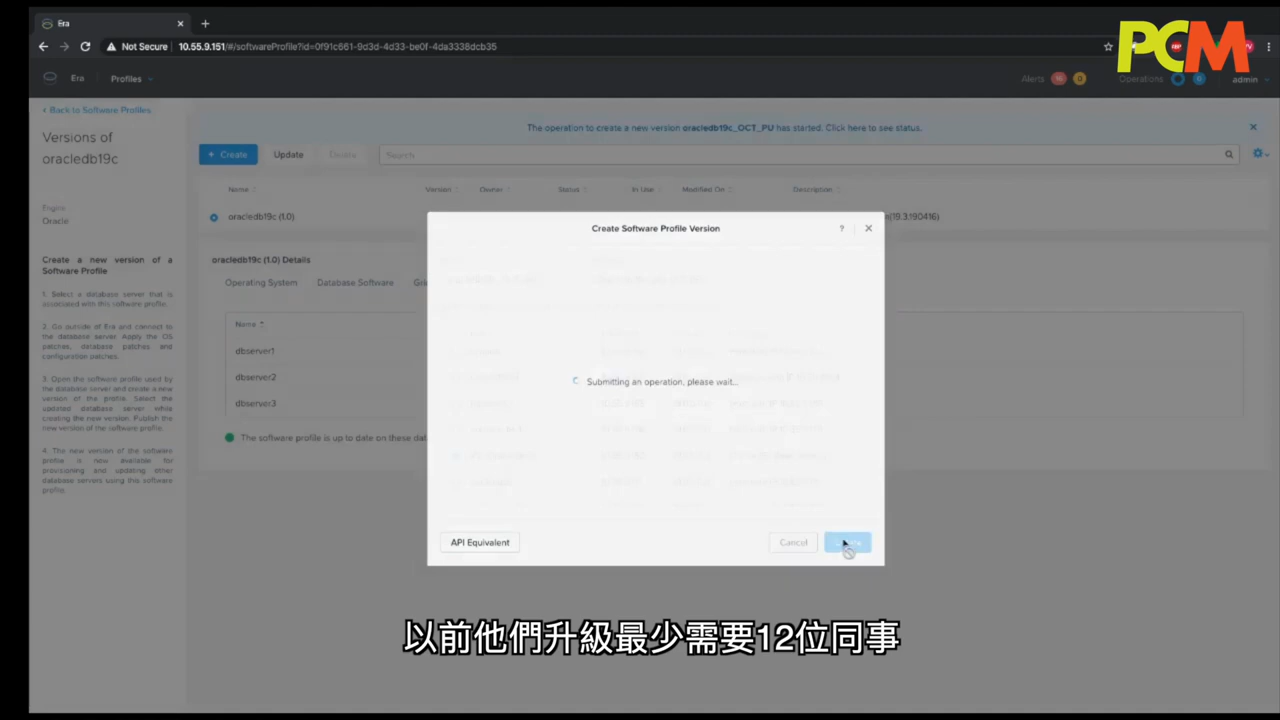 Era
Not Secure 10.55.9.151/#/softwareProfile?id=0f91c661-9d3d-4d33-be0f-4da3338dcb35
PCM
Era Profiles
Alerts
Operations
admin
Back to Software Profiles
Versions of
oracledb19c
The operation to create a new version oracledb19c_OCT_PU has started. Click here to see status.
+ Create Update Delete Search
Engine
Oracle
Name Version Owner Status In Use Modified On Description
oracledb19c (1.0)
(19.3.190416)
Create a new version of a
Software Profile
1. Select a database server that is
associated with this software profile.
2. Go outside of Era and connect to
the database server. Apply the OS
patches, database patches and
configuration patches.
3. Open the software profile used by
the database server and create a new
version of the profile. Select the
updated database server while
creating the new version. Publish the
new version of the software profile.
4. The new version of the software
profile is now available for
provisioning and updating other
database servers using this software
profile.
oracledb19c (1.0) Details
Operating System Database Software
Name
dbserver1
dbserver2
dbserver3
The software profile is up to date on these
Create Software Profile Version ?
Submitting an operation, please wait...
API Equivalent Cancel
以前他們升級最少需要12位同事